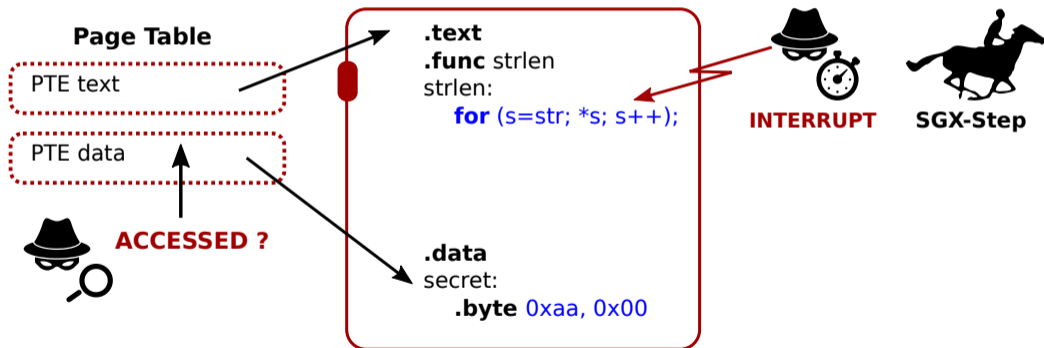 Page Table
PTE text
PTE data
ACCESSED ?
.text
.func strlen
strlen:
for (s=str; *s; s++);
.data
secret:
.byte 0xaa, 0x00
INTERRUPT
SGX-Step